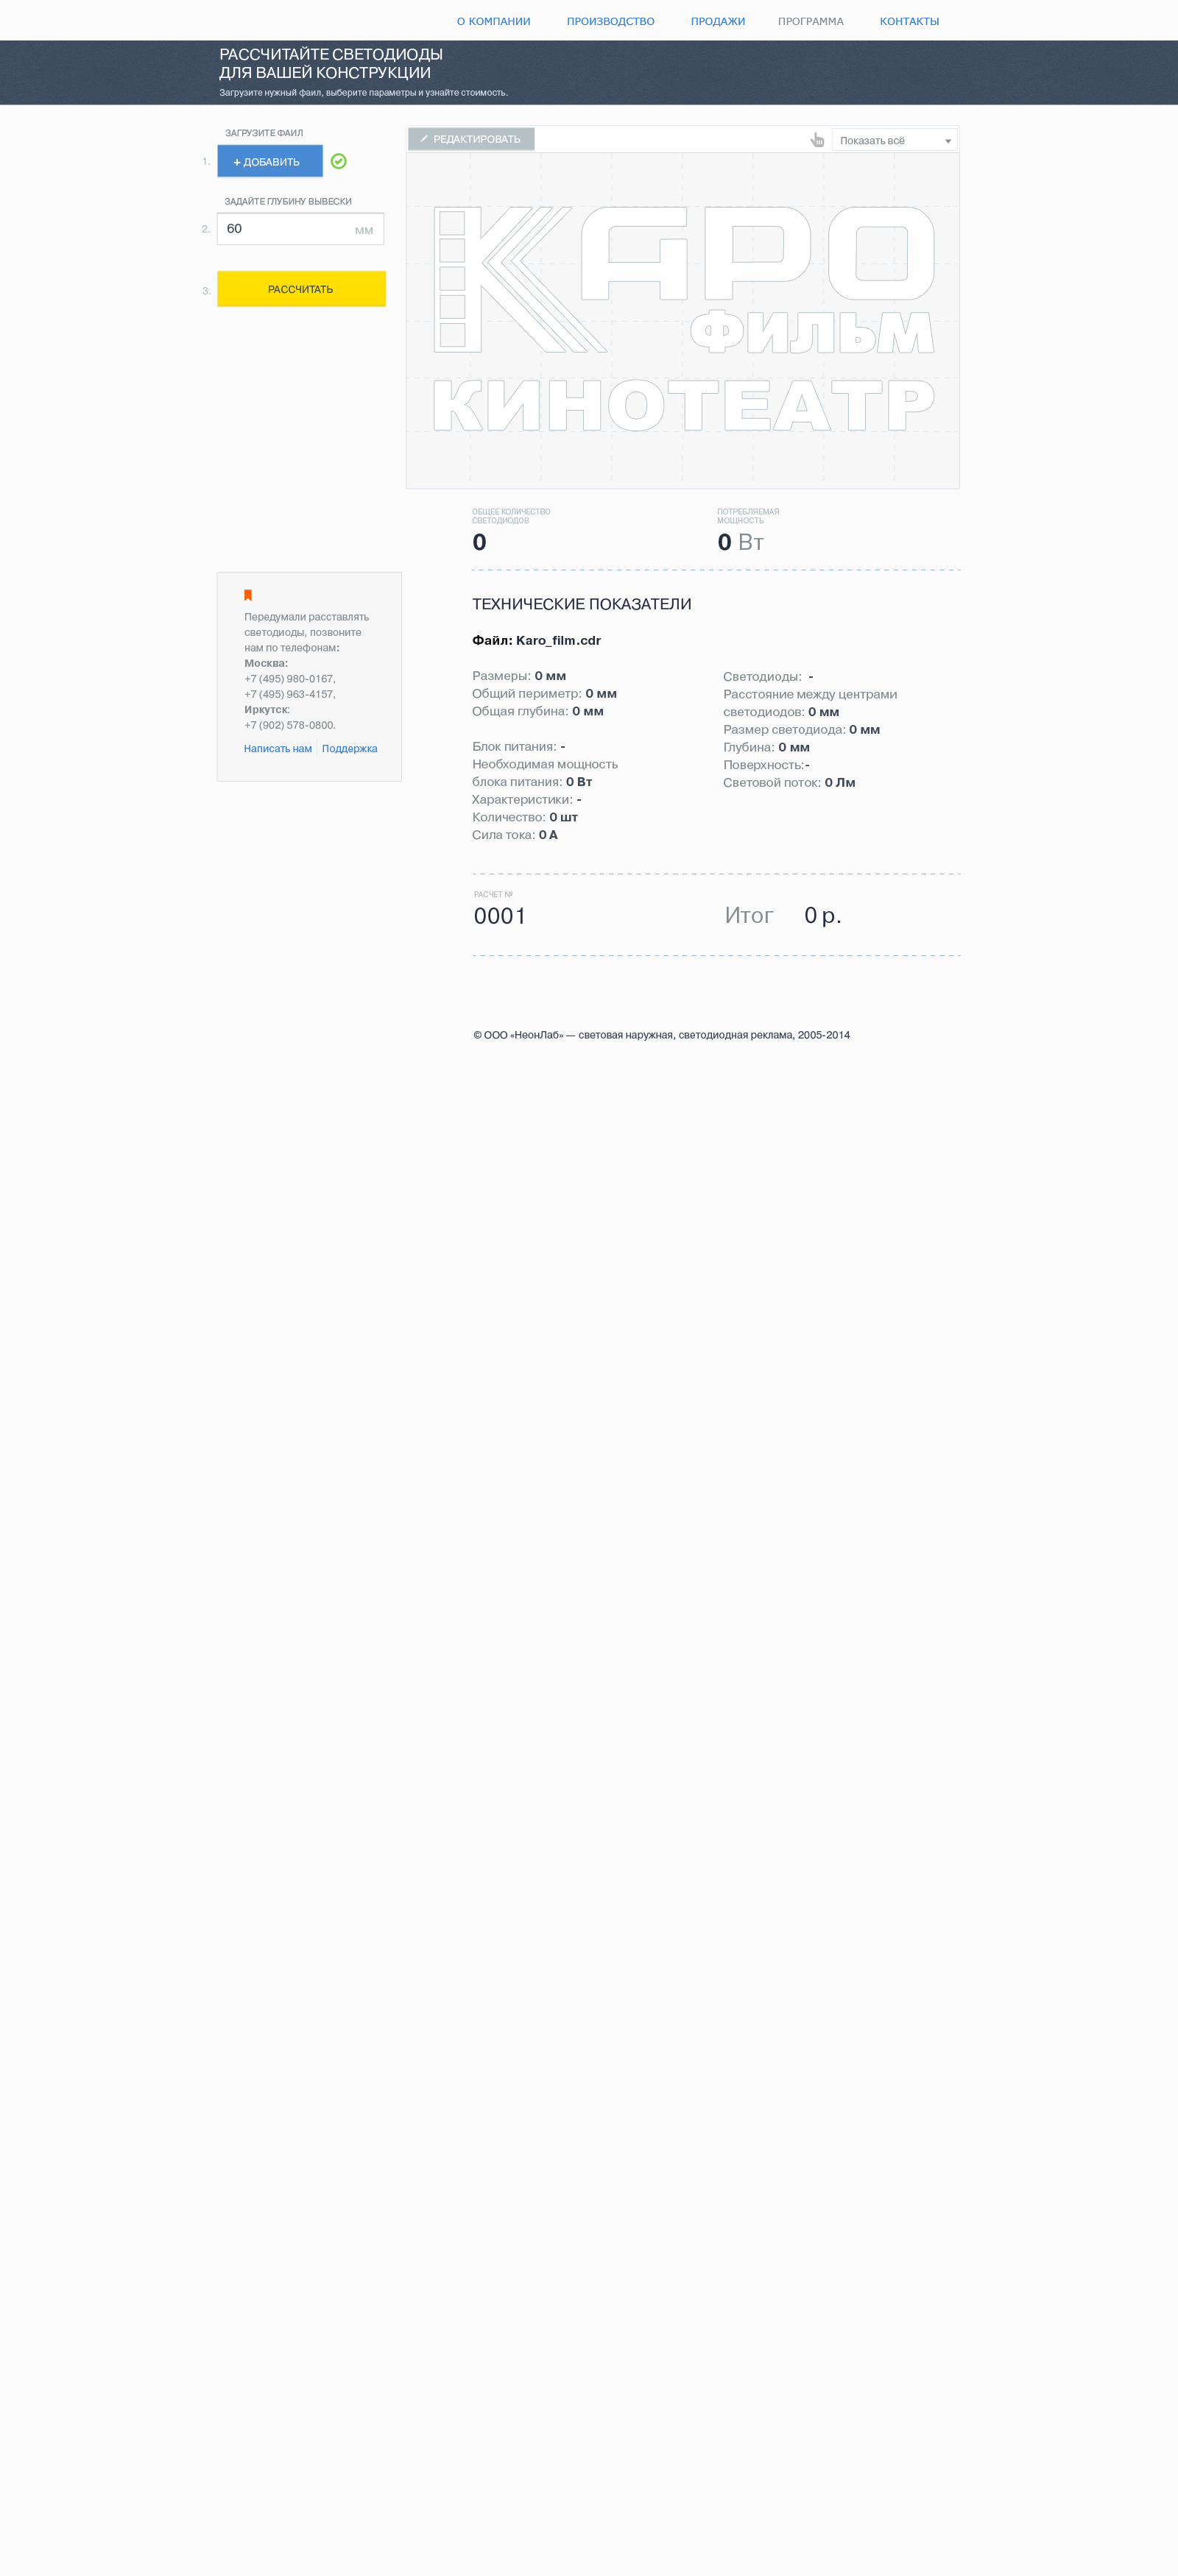 О КОМПАНИИ ПРОИЗВОДСТВО ПРОДАЖИ ПРОГРАММА КОНТАКТЫ
РАССЧИТАЙТЕ СВЕТОДИОДЫ
ДЛЯ ВАШЕЙ КОНСТРУКЦИИ
Загрузите нужный фаил, выберите параметры и узнайте стоимость.
ЗАГРУЗИТЕ ФАИЛ
1. + ДОБАВИТЬ
ЗАДАЙТЕ ГЛУБИНУ ВЫВЕСКИ
2. 60 мм
3. РАССЧИТАТЬ
РЕДАКТИРОВАТЬ Показать всё
КАРО
ФИЛЬМ
КИНОТЕАТР
ОБЩЕЕ КОЛИЧЕСТВО
СВЕТОДИОДОВ
0
ПОТРЕБЛЯЕМАЯ
МОЩНОСТЬ
0 Вт
Передумали расставлять
светодиоды, позвоните
нам по телефонам:
Москва:
+7 (495) 980-0167,
+7 (495) 963-4157,
Иркутск:
+7 (902) 578-0800.
Написать нам Поддержка
ТЕХНИЧЕСКИЕ ПОКАЗАТЕЛИ
Файл: Karo_film.cdr
Размеры: 0 мм
Общий периметр: 0 мм
Общая глубина: 0 мм
Блок питания: -
Необходимая мощность
блока питания: 0 Вт
Характеристики: -
Количество: 0 шт
Сила тока: 0 А
Светодиоды: -
Расстояние между центрами
светодиодов: 0 мм
Размер светодиода: 0 мм
Глубина: 0 мм
Поверхность:-
Световой поток: 0 Лм
РАСЧЕТ №
0001
Итог 0 р.
© ООО «НеонЛаб» — световая наружная, светодиодная реклама, 2005-2014